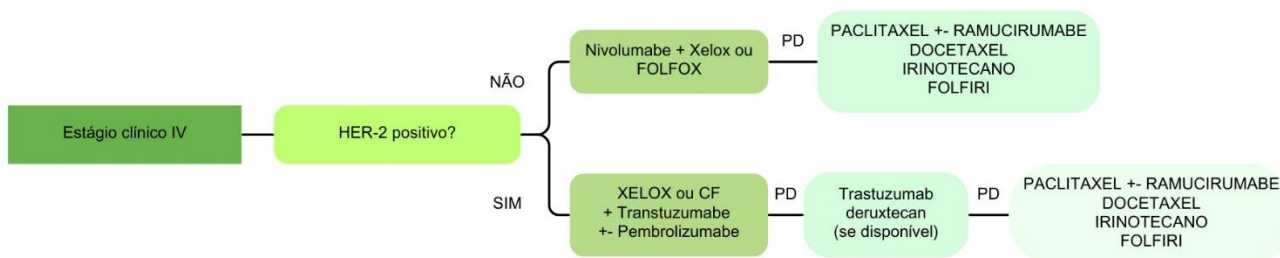 Estágio clínico IV
HER-2 positivo?
NÃO
Nivolumabe + Xelox ou
FOLFOX
PD
PACLITAXEL +- RAMUCIRUMABE
DOCETAXEL
IRINOTECANO
FOLFIRI
SIM
XELOX ou CF
+ Transtuzumabe
+- Pembrolizumabe
PD
Trastuzumab
deruxtecan
(se disponível)
PD
PACLITAXEL +- RAMUCIRUMABE
DOCETAXEL
IRINOTECANO
FOLFIRI